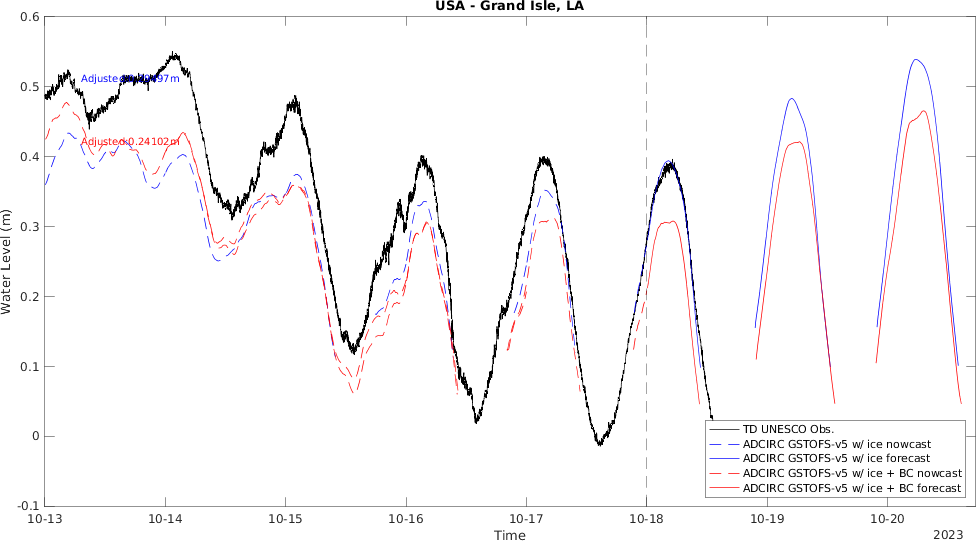 USA - Grand Isle, LA
0.6
0.5
0.4
0.3
0.2
0.1
0
-0.1
Water Level (m)
Adjusted:0.24102m
10-13
10-14
10-15
10-16
10-17
10-18
10-19
10-20
Time
2023
TD UNESCO Obs.
ADCIRC GSTOFS-v5 w/ ice nowcast
ADCIRC GSTOFS-v5 w/ ice forecast
ADCIRC GSTOFS-v5 w/ ice + BC nowcast
ADCIRC GSTOFS-v5 w/ ice + BC forecast